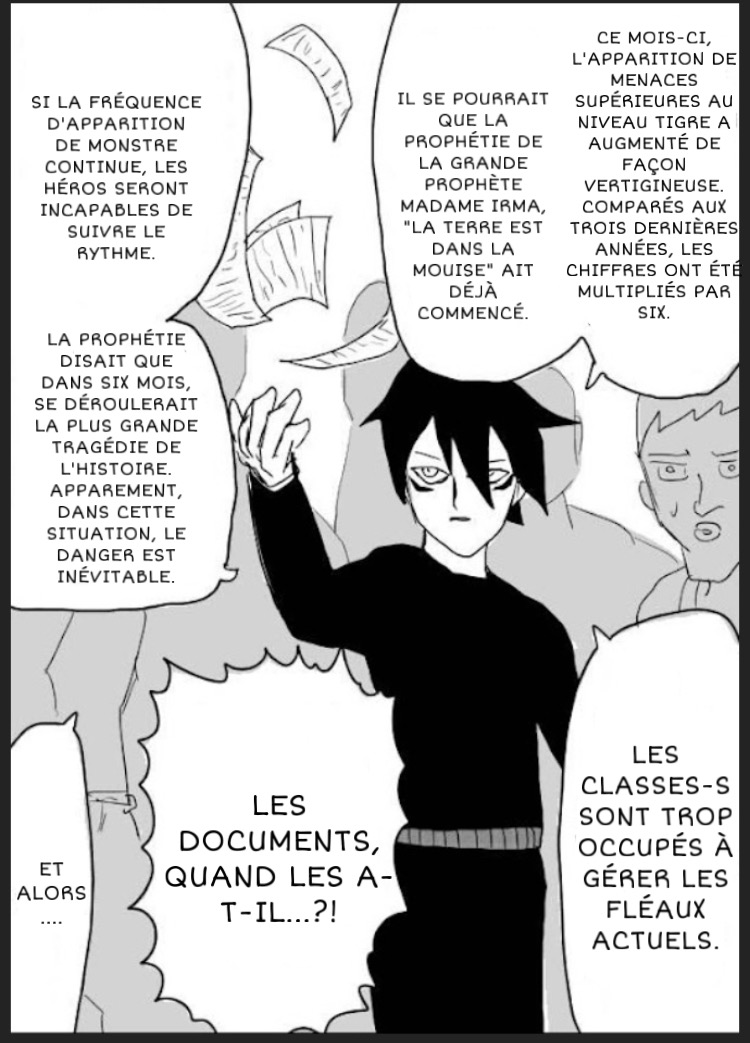 CE MOIS-CI,
L'APPARITION DE
MENACES
SUPÉRIEURES AU
NIVEAU TIGRE A
AUGMENTÉ DE
FAÇON
VERTIGINEUSE.
COMPARÉS AUX
TROIS DERNIÈRES
ANNÉES, LES
CHIFFRES ONT ÉTÉ
MULTIPLIÉS PAR
SIX.
IL SE POURRAIT
QUE LA
PROPHÉTIE DE
LA GRANDE
PROPHÈTE
MADAME IRMA,
"LA TERRE EST
DANS LA
MOUISE" AIT
DÉJÀ
COMMENCÉ.
SI LA FRÉQUENCE
D'APPARITION
DE MONSTRE
CONTINUE, LES
HÉROS SERONT
INCAPABLES DE
SUIVRE LE
RYTHME.
LA PROPHÉTIE
DISAIT QUE
DANS SIX MOIS,
SE DÉROULERAIT
LA PLUS GRANDE
TRAGÉDIE DE
L'HISTOIRE.
APPAREMENT,
DANS CETTE
SITUATION, LE
DANGER EST
INÉVITABLE.
LES
CLASSES-S
SONT TROP
OCCUPÉS À
GÉRER LES
FLÉAUX
ACTUELS.
LES
DOCUMENTS,
QUAND LES A-
T-IL...?!
ET
ALORS
....